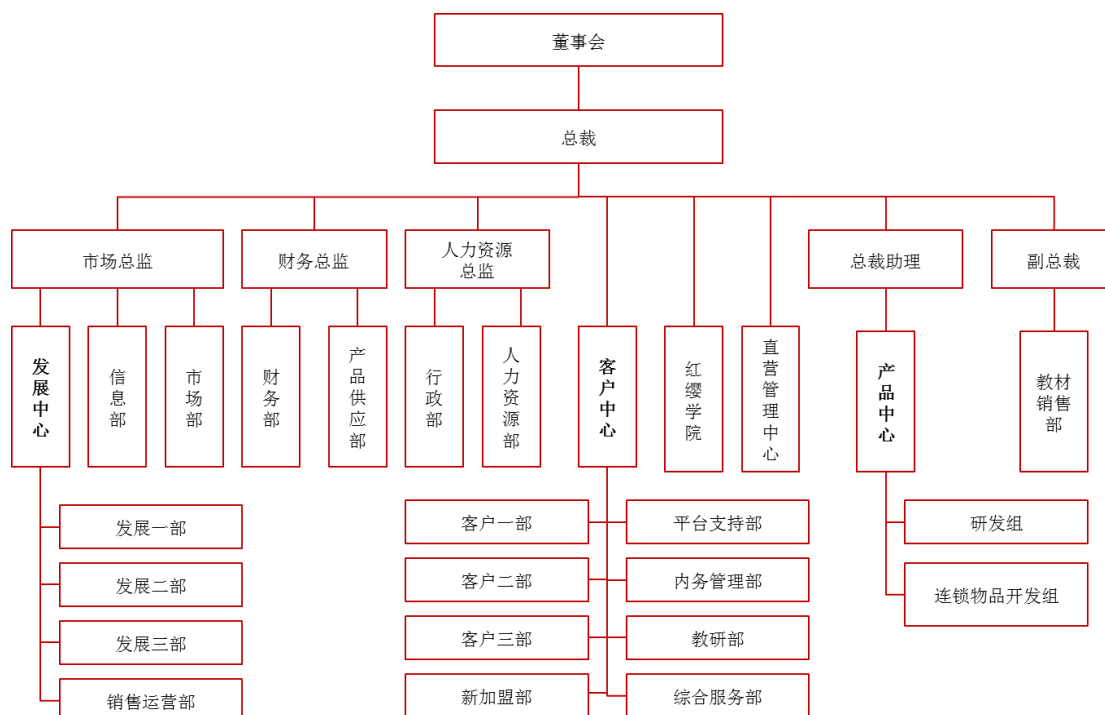 董事会
总裁
市场总监
财务总监
人力资源
总监
总裁助理
副总裁
发展中心
信息部
市场部
财务部
产品供应部
行政部
人力资源部
客户中心
红缨学院
直营管理中心
产品中心
教材
销售
部
发展一部
发展二部
发展三部
销售运营部
客户一部
平台支持部
客户二部
内务管理部
客户三部
教研部
新加盟部
综合服务部
研发组
连锁物品开发组